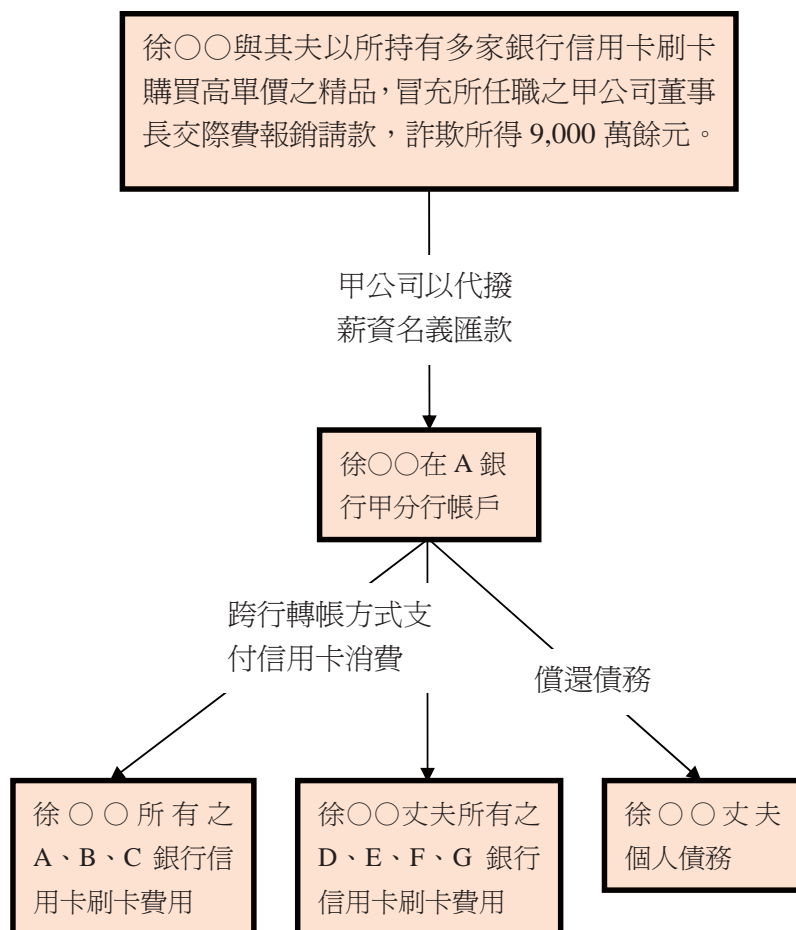 徐○○與其夫以所持有多家銀行信用卡刷卡
購買高單價之精品，冒充所任職之甲公司董事
長交際費報銷請款，詐欺所得 9,000 萬餘元。
甲公司以代撥
薪資名義匯款
徐○○在 A 銀
行甲分行帳戶
跨行轉帳方式支
付信用卡消費
償還債務
徐○○所有之
A、B、C 銀行信
用卡刷卡費用
徐○○丈夫所有之
D、E、F、G 銀行
信用卡刷卡費用
徐○○丈夫
個人債務